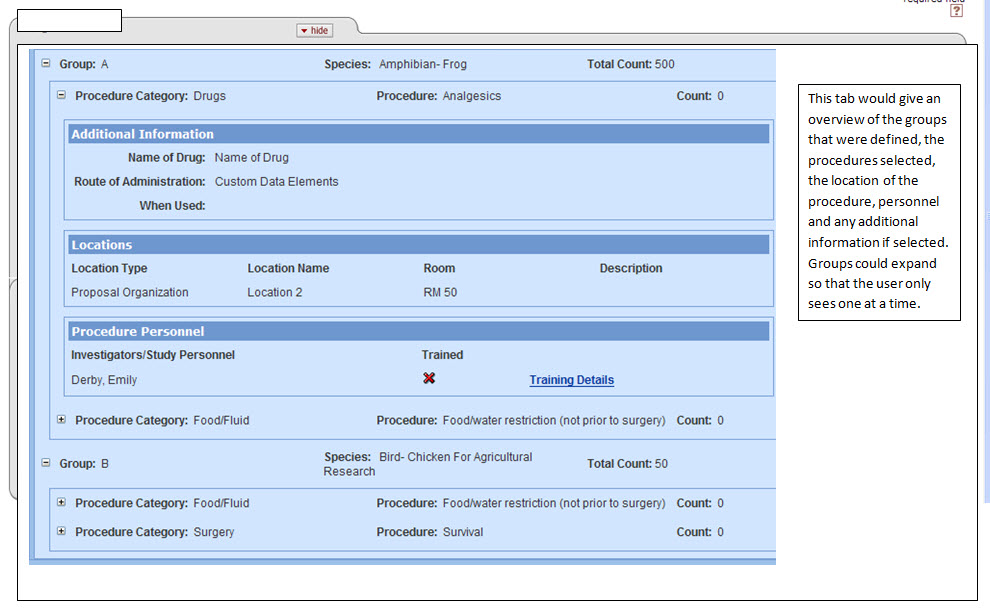 required field
?
hide
Group: A Species: Amphibian- Frog Total Count: 500
Procedure Category: Drugs Procedure: Analgesics Count: 0
Additional Information
Name of Drug: Name of Drug
Route of Administration: Custom Data Elements
When Used:
Locations
Location Type Location Name Room Description
Proposal Organization Location 2 RM 50
Procedure Personnel
Investigators/Study Personnel Trained
Derby, Emily Training Details
Procedure Category: Food/Fluid Procedure: Food/water restriction (not prior to surgery) Count: 0
Group: B Species: Bird- Chicken For Agricultural Research Total Count: 50
Procedure Category: Food/Fluid Procedure: Food/water restriction (not prior to surgery) Count: 0
Procedure Category: Surgery Procedure: Survival Count: 0
This tab would give an
overview of the groups
that were defined, the
procedures selected,
the location of the
procedure, personnel
and any additional
information if selected.
Groups could expand
so that the user only
sees one at a time.